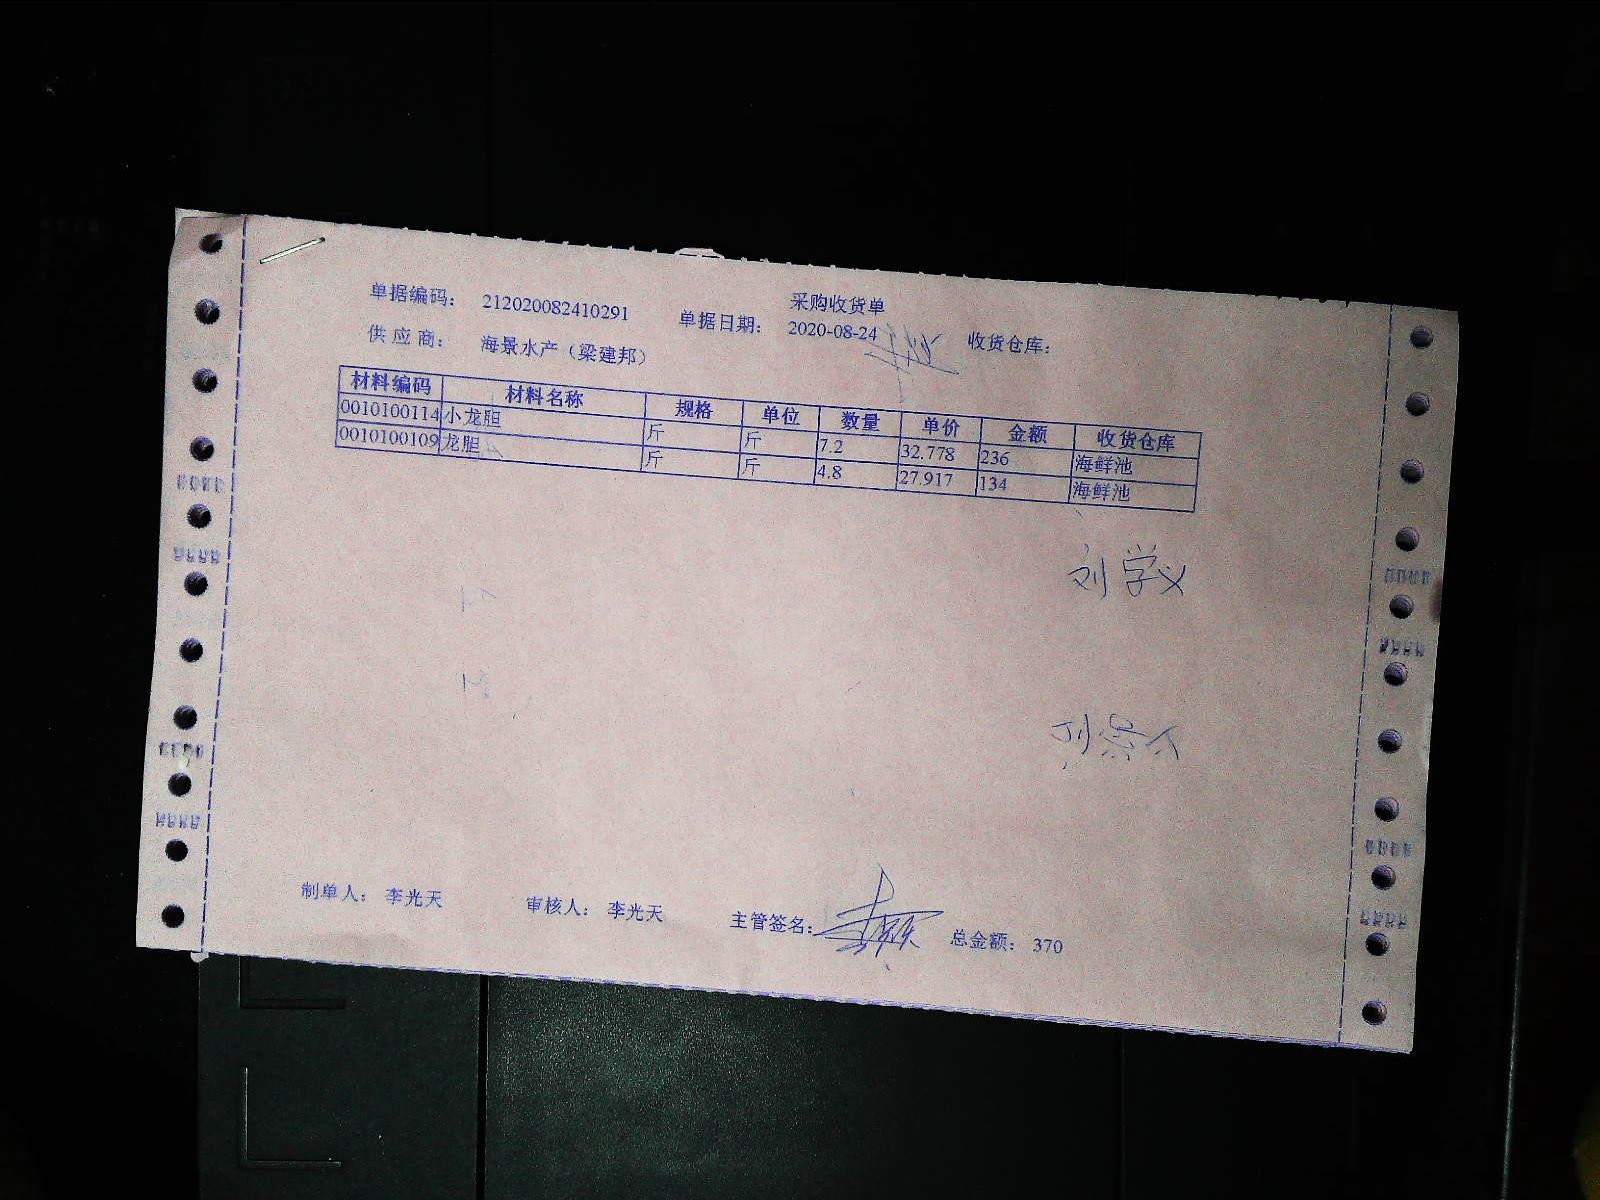 采购收货单
单据编码： 212020082410291 单据日期： 2020-08-24 收货仓库：
供 应 商： 海景水产（梁建邦）
材料编码 材料名称 规格 单位 数量 单价 金额 收货仓库
0010100114 小龙胆 斤 斤 7.2 32.778 236 海鲜池
0010100109 龙胆 斤 斤 4.8 27.917 134 海鲜池
刘学义
制单人： 李光天 审核人： 李光天 主管签名： 总金额： 370